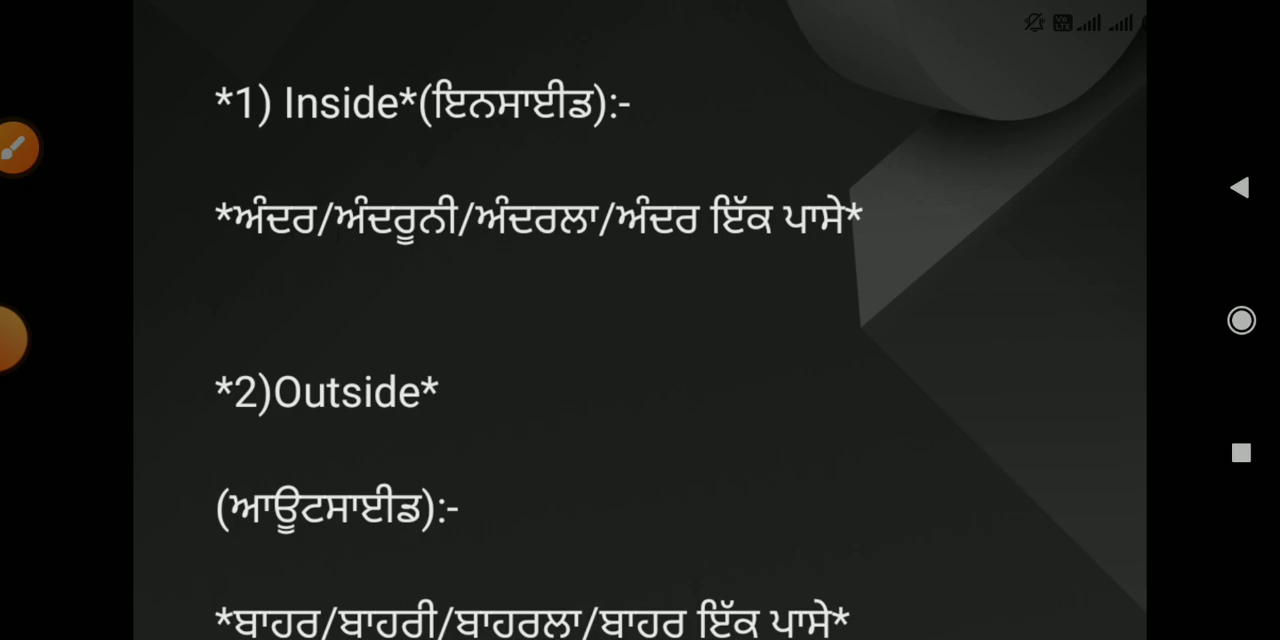 *1) Inside*(ਇਨਸਾਈਡ):-
*ਅੰਦਰ/ਅੰਦਰੂਨੀ/ਅੰਦਰਲਾ/ਅੰਦਰ ਇੱਕ ਪਾਸੇ*
*2)Outside*
(ਆਊਟਸਾਈਡ):-
*ਬਾਹਰ/ਬਾਹਰੀ/ਬਾਹਰਲਾ/ਬਾਹਰ ਇੱਕ ਪਾਸੇ*